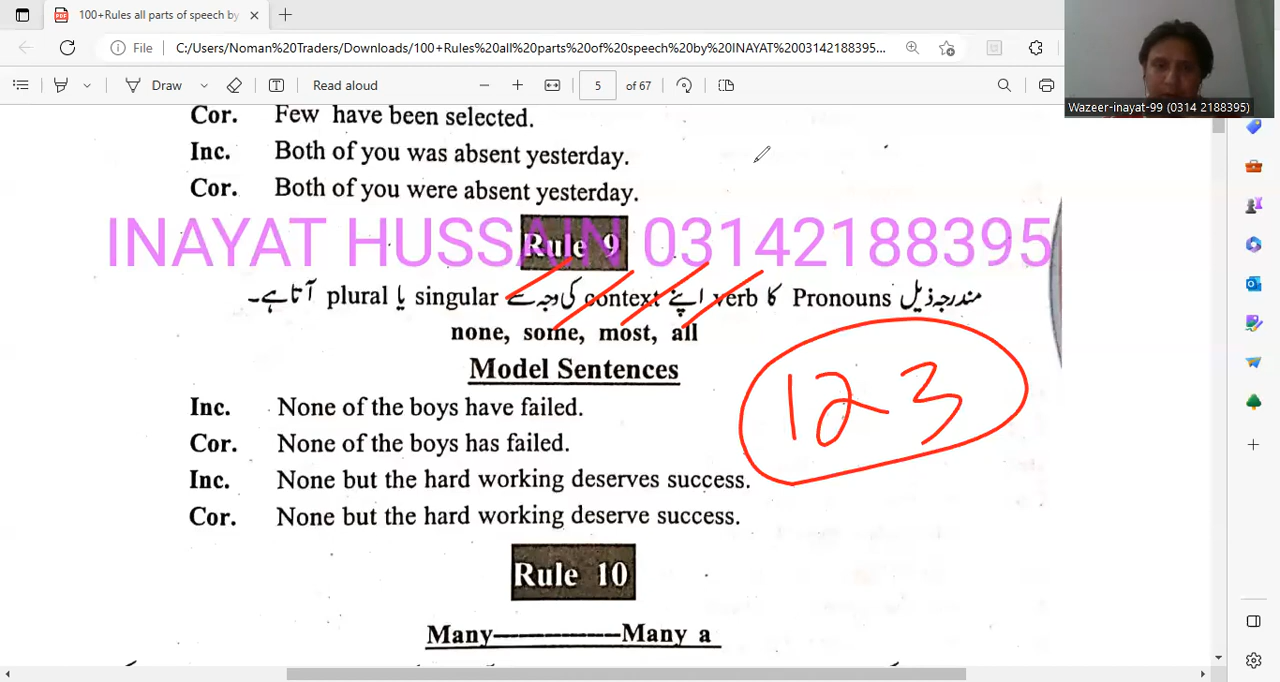 100+Rules all parts of speech by
File C:/Users/Noman%20Traders/Downloads/100+Rules%20all%20parts%20of%20speech%20by%20INAYAT%2003142188395...
Draw Read aloud 5 of 67
Wazeer-inayat-99 (0314 2188395)
Cor. Few have been selected.
Inc. Both of you was absent yesterday.
Cor. Both of you were absent yesterday.
INAYAT HUSSAIN 03142188395
Rule 9
مندرجہ ذیل Pronouns کا verb اپنے context کی وجہ سے singular یا plural آتا ہے۔
none, some, most, all
Model Sentences
123
Inc. None of the boys have failed.
Cor. None of the boys has failed.
Inc. None but the hard working deserves success.
Cor. None but the hard working deserve success.
Rule 10
Many————Many a